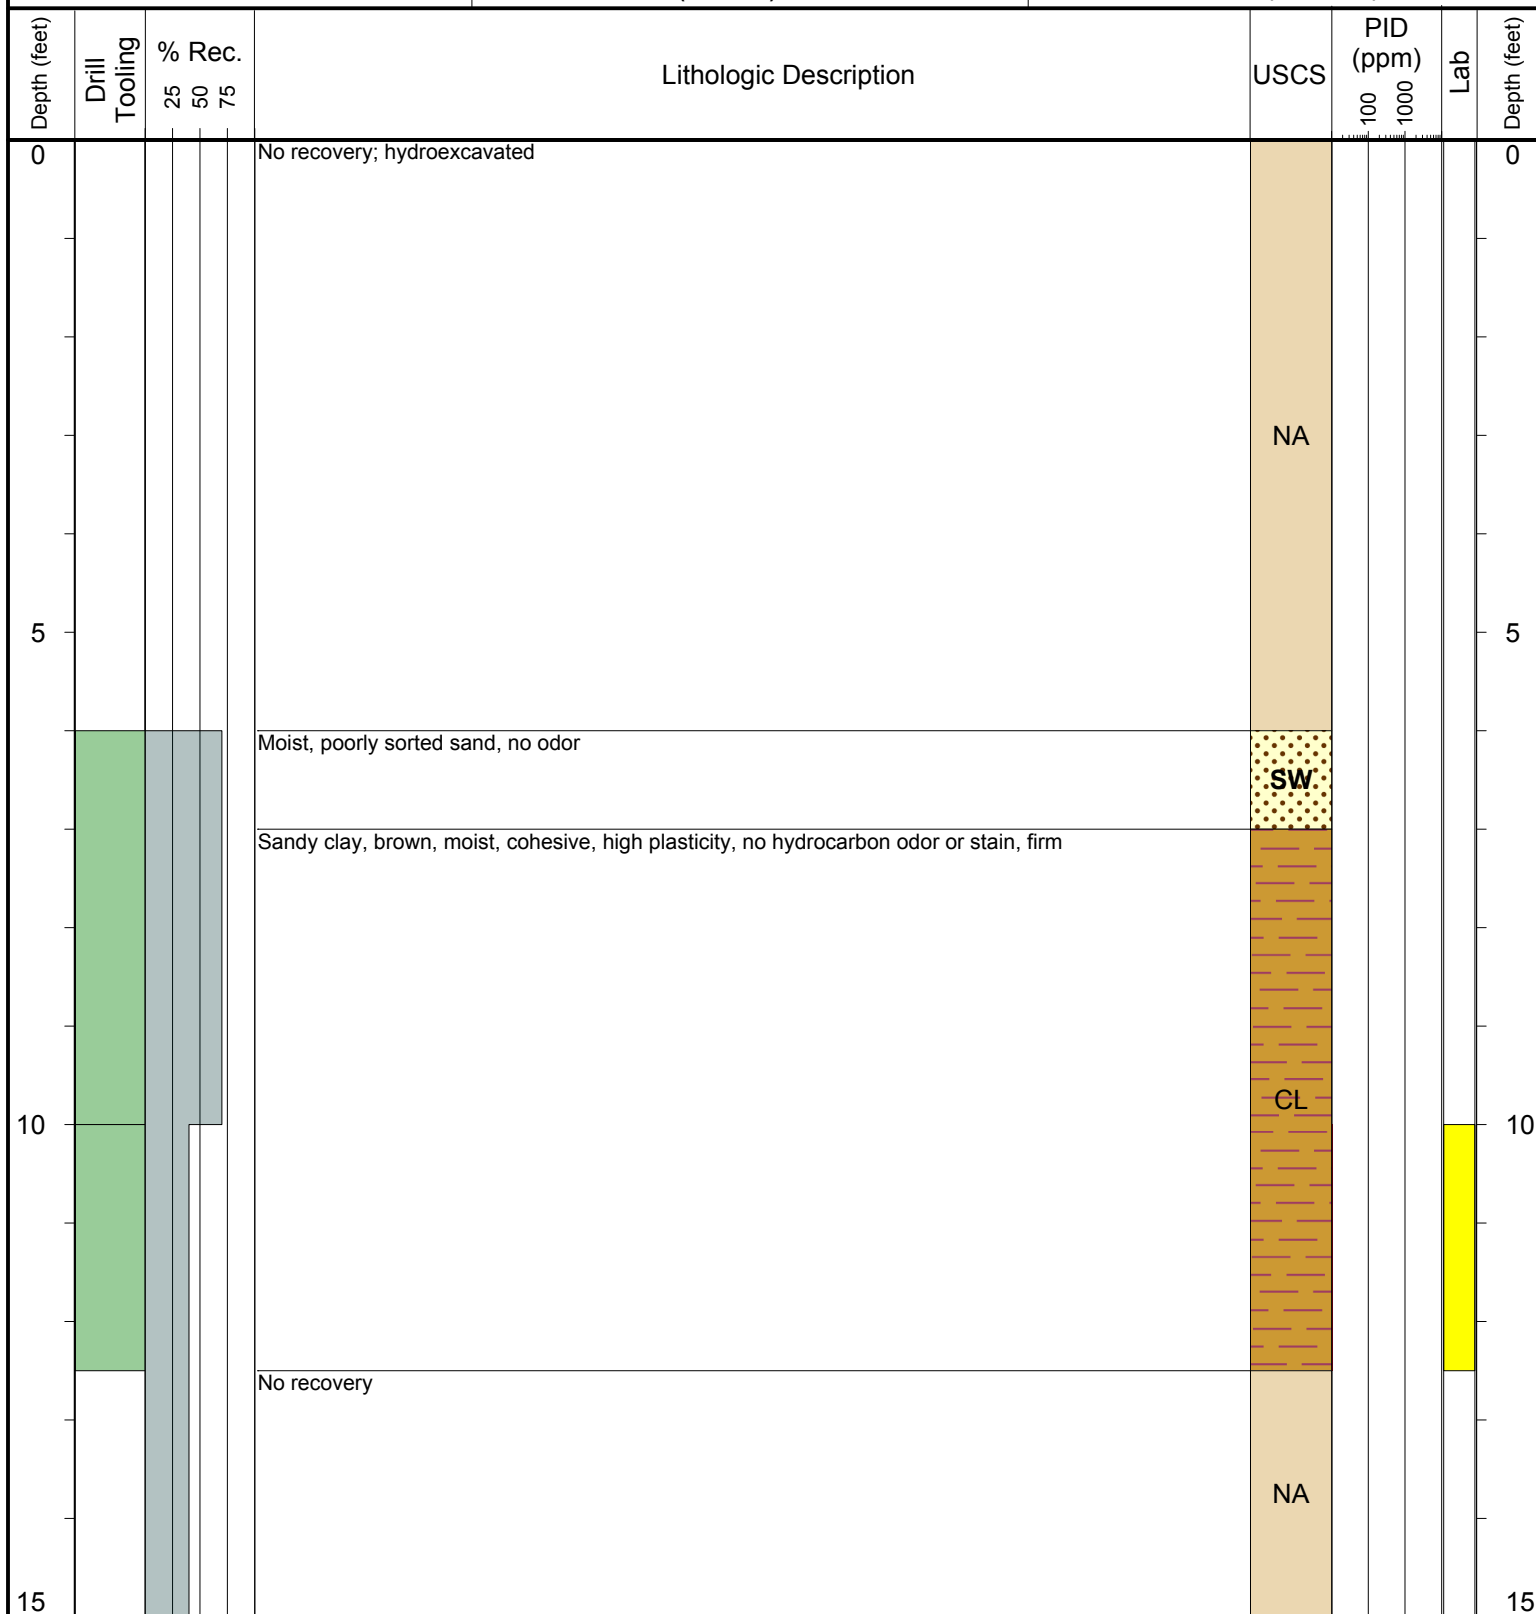 Depth (feet)
Drill Tooling
% Rec.
25 50 75
Lithologic Description
USCS
PID
(ppm)
100 1000
Lab
Depth (feet)
0
No recovery; hydroexcavated
0
NA
5
5
Moist, poorly sorted sand, no odor
SW
Sandy clay, brown, moist, cohesive, high plasticity, no hydrocarbon odor or stain, firm
CL
10
10
No recovery
NA
15
15